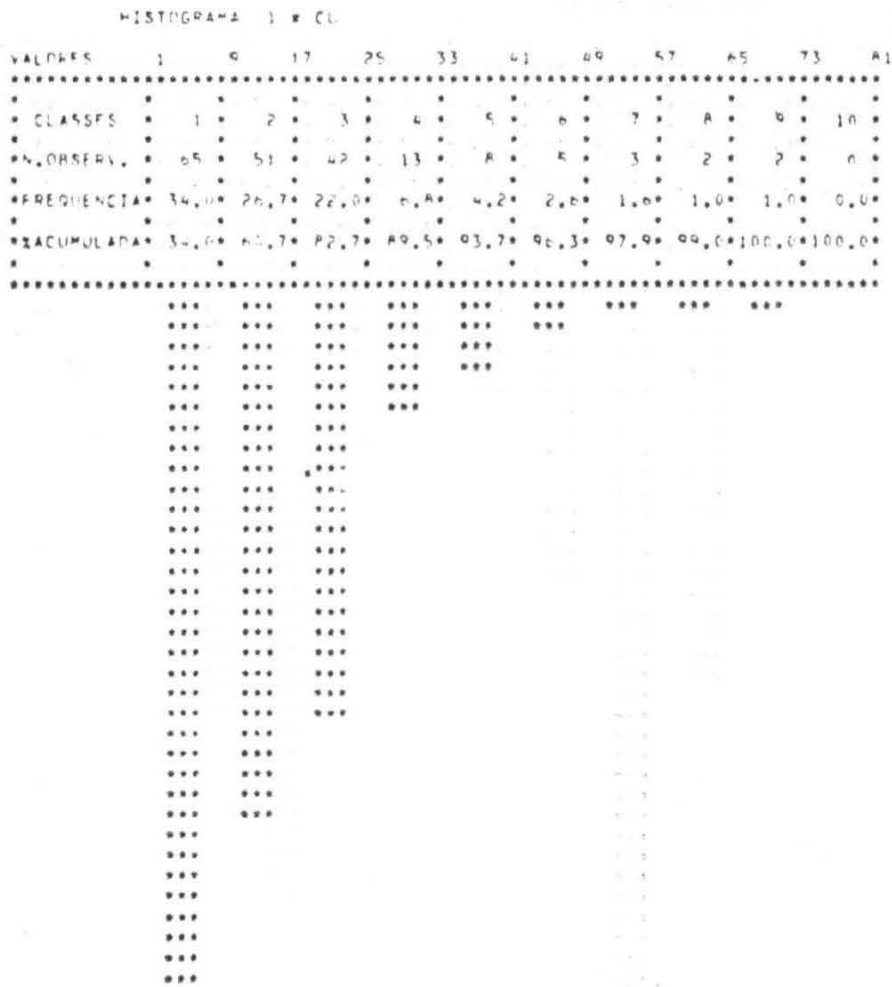 HISTOGRAMA 1 * CU
VALORES 1 9 17 25 33 41 49 57 65 73 81
* CLASSES * 1 * 2 * 3 * 4 * 5 * 6 * 7 * 8 * 9 * 10 *
*N.OBSERV. * 65 * 51 * 42 * 13 * 8 * 5 * 3 * 2 * 2 * 0 *
*FREQUENCIA* 34,0* 26,7* 22,0* 6,8* 4,2* 2,6* 1,6* 1,0* 1,0* 0,0*
*%ACUMULADA* 34,0* 60,7* 82,7* 89,5* 93,7* 96,3* 97,9* 99,0*100,0*100,0*